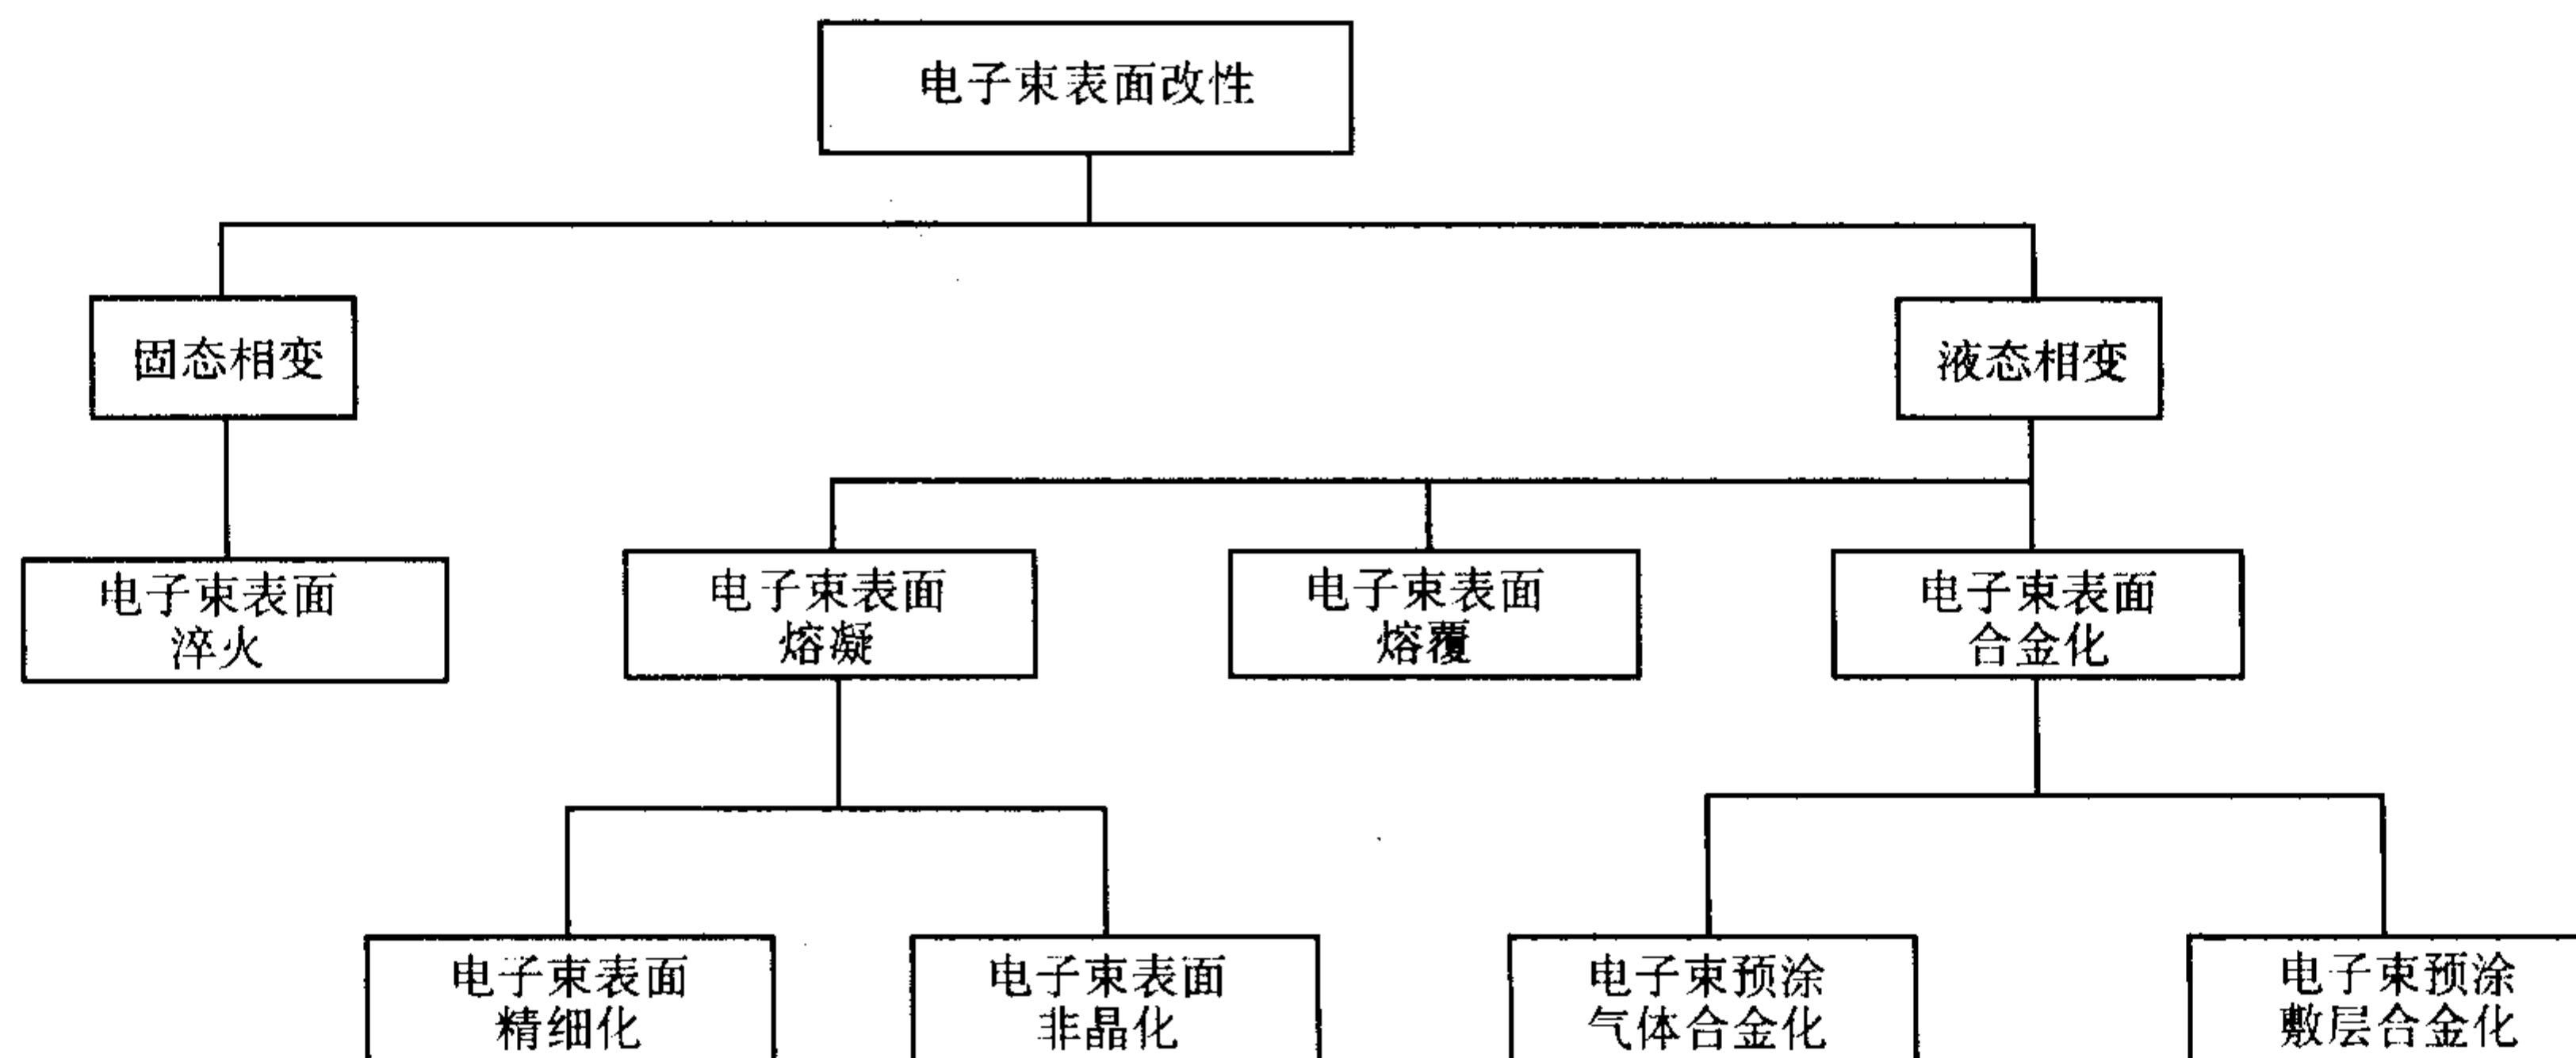 电子束表面改性
固态相变
液态相变
电子束表面
淬火
电子束表面
熔凝
电子束表面
熔覆
电子束表面
合金化
电子束表面
精细化
电子束表面
非晶化
电子束预涂
气体合金化
电子束预涂
敷层合金化